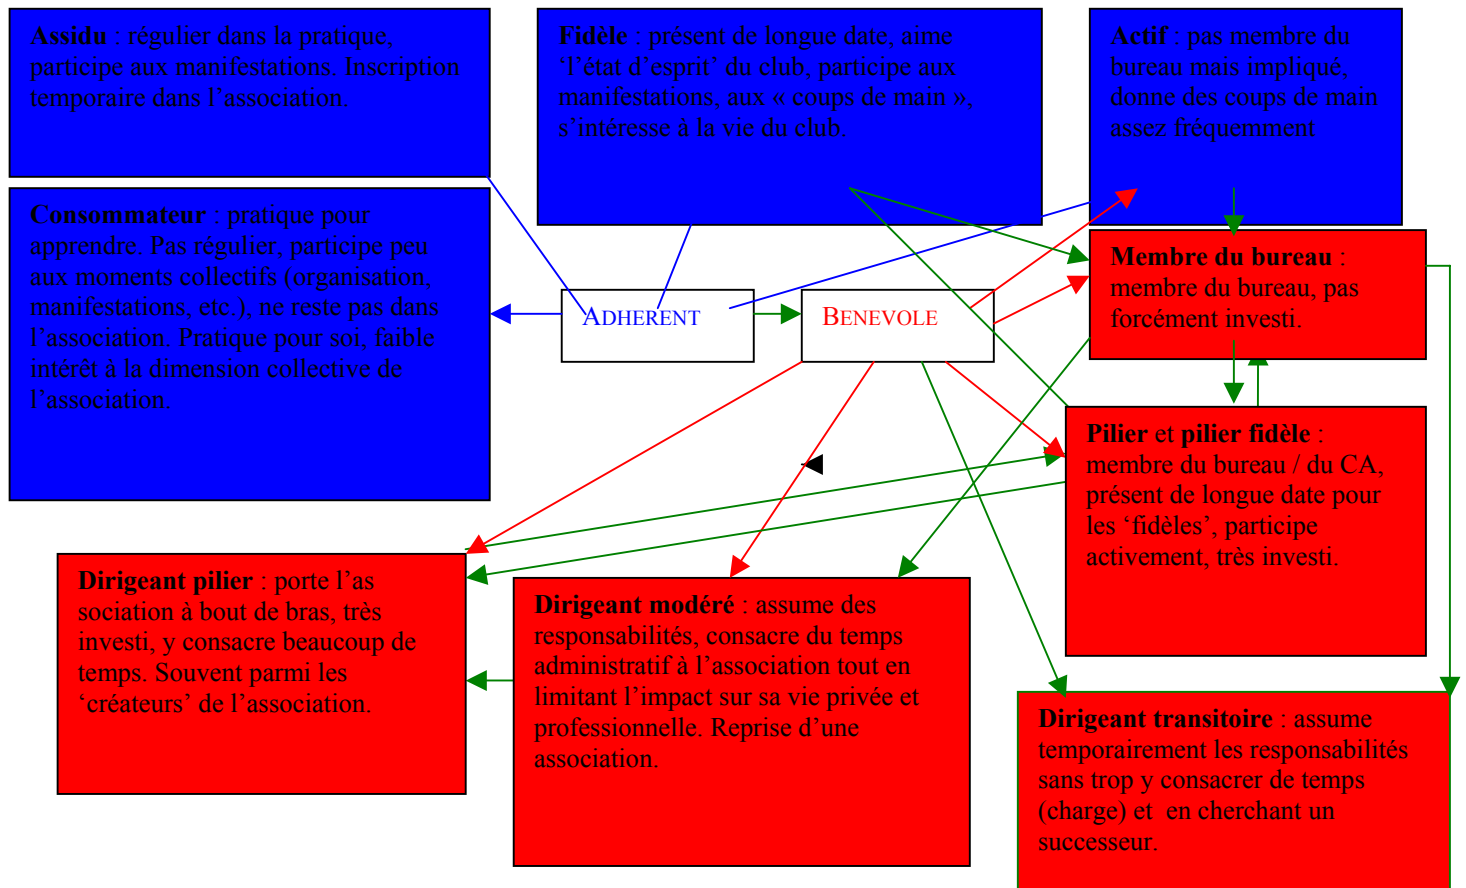 Assidu : régulier dans la pratique,
participe aux manifestations. Inscription
temporaire dans l’association.
Fidèle : présent de longue date, aime
‘l’état d’esprit’ du club, participe aux
manifestations, aux « coups de main »,
s’intéresse à la vie du club.
Actif : pas membre du
bureau mais impliqué,
donne des coups de main
assez fréquemment
Consommateur : pratique pour
apprendre. Pas régulier, participe peu
aux moments collectifs (organisation,
manifestations, etc.), ne reste pas dans
l’association. Pratique pour soi, faible
intérêt à la dimension collective de
l’association.
ADHERENT
BENEVOLE
Membre du bureau :
membre du bureau, pas
forcément investi.
Pilier et pilier fidèle :
membre du bureau / du CA,
présent de longue date pour
les ‘fidèles’, participe
activement, très investi.
Dirigeant pilier : porte l’as
sociation à bout de bras, très
investi, y consacre beaucoup de
temps. Souvent parmi les
‘créateurs’ de l’association.
Dirigeant modéré : assume des
responsabilités, consacre du temps
administratif à l’association tout en
limitant l’impact sur sa vie privée et
professionnelle. Reprise d’une
association.
Dirigeant transitoire : assume
temporairement les responsabilités
sans trop y consacrer de temps
(charge) et  en cherchant un
successeur.